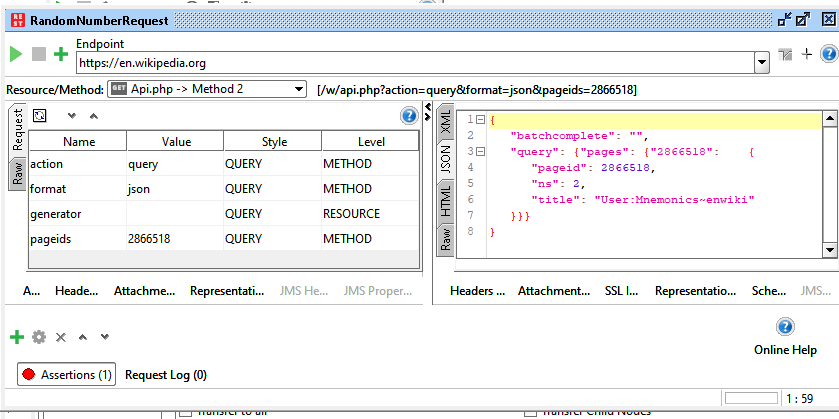 REST RandomNumberRequest
Endpoint
https://en.wikipedia.org
Resource/Method: GET Api.php -> Method 2 [/w/api.php?action=query&format=json&pageids=2866518]
Request
Raw
Name Value Style Level
action query QUERY METHOD
format json QUERY METHOD
generator QUERY RESOURCE
pageids 2866518 QUERY METHOD
A... Heade... Attachme... Representati... JMS He... JMS Proper...
XML
JSON
HTML
Raw
1 {
2 "batchcomplete": "",
3 "query": {"pages": {"2866518": {
4 "pageid": 2866518,
5 "ns": 2,
6 "title": "User:Mnemonics~enwiki"
7 }}}
8 }
Headers ... Attachment... SSL I... Representatio... Sche... JMS...
Online Help
Assertions (1) Request Log (0)
1 : 59
Transfer to all Transfer Child Nodes